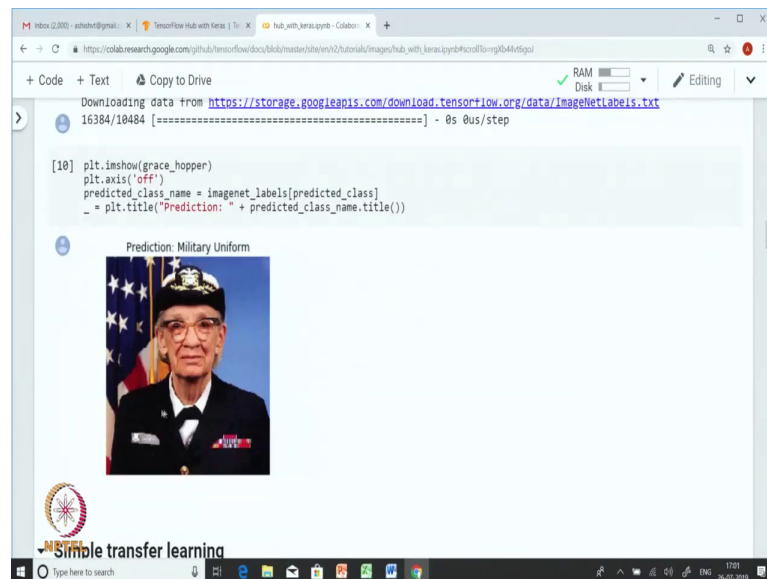 Inbox (2,000) - ashishvt@gmail.c
TensorFlow Hub with Keras | Te
hub_with_keras.ipynb - Colabora
https://colab.research.google.com/github/tensorflow/docs/blob/master/site/en/r2/tutorials/images/hub_with_keras.ipynb#scrollTo=rgXb44vt6goJ
+ Code + Text Copy to Drive
RAM
Disk
Editing
Downloading data from https://storage.googleapis.com/download.tensorflow.org/data/ImageNetLabels.txt
16384/10484 [==============================================] - 0s 0us/step
[10] plt.imshow(grace_hopper)
plt.axis('off')
predicted_class_name = imagenet_labels[predicted_class]
_ = plt.title("Prediction: " + predicted_class_name.title())
Prediction: Military Uniform
NPTEL
Simple transfer learning
Type here to search
ENG
17:01
26-07-2019